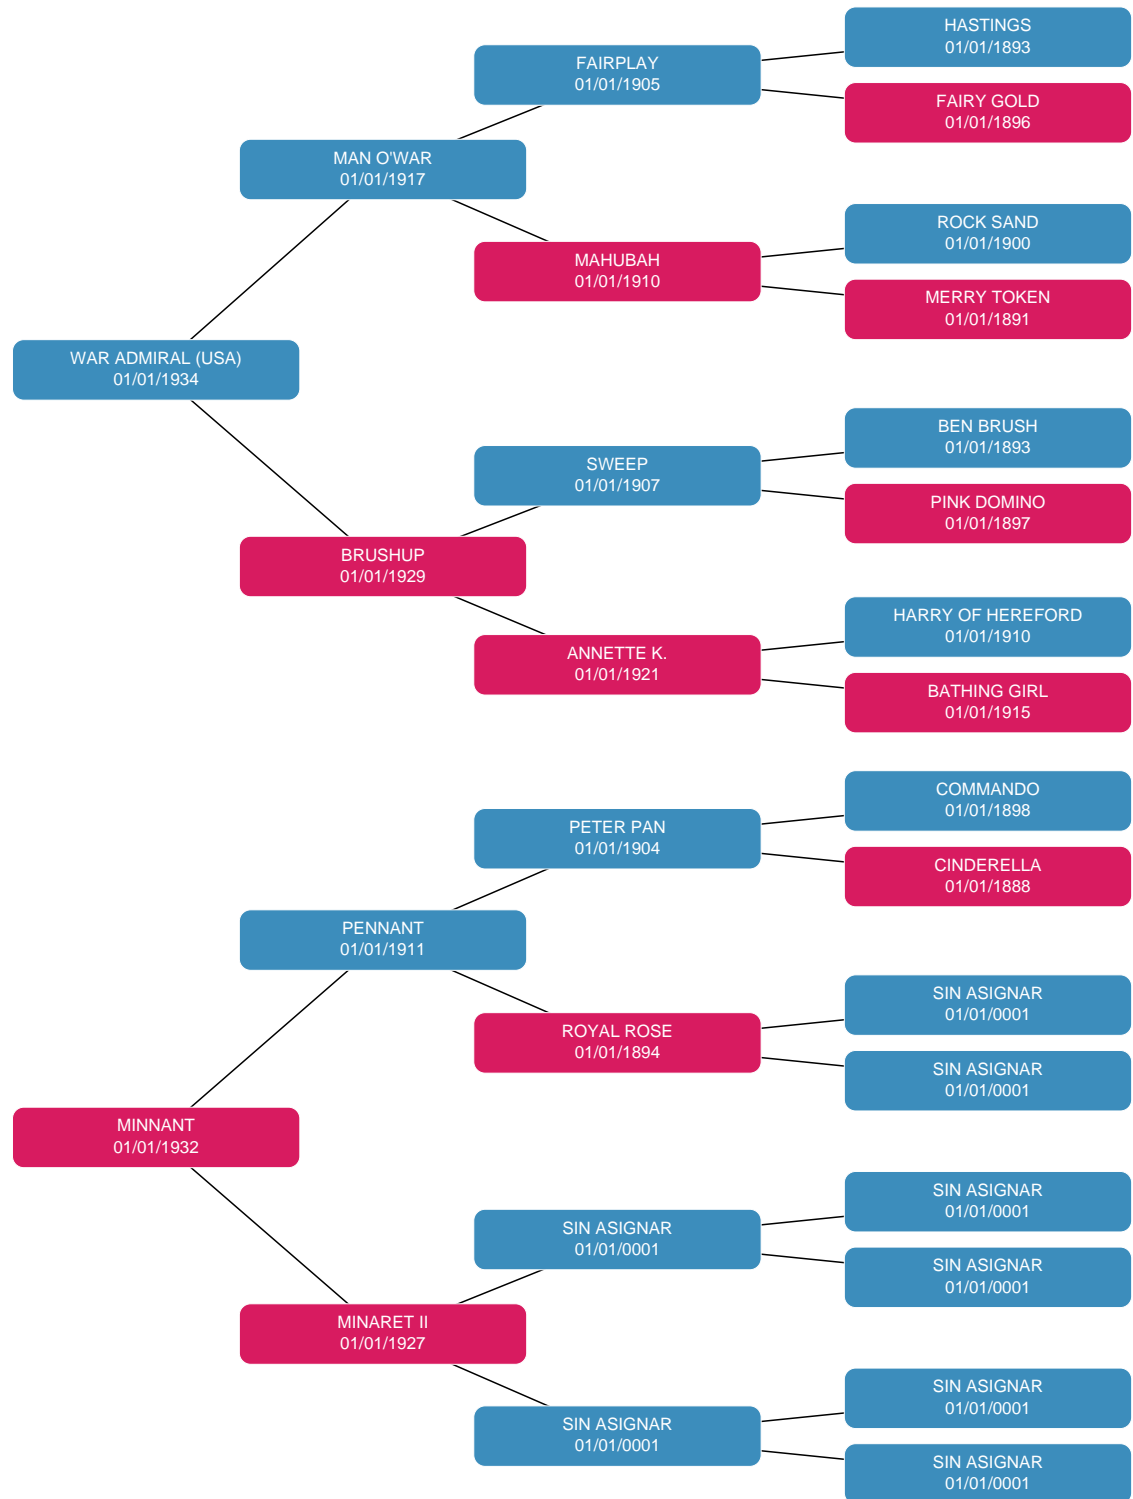 HASTINGS
01/01/1893
FAIRPLAY
01/01/1905
FAIRY GOLD
01/01/1896
MAN O'WAR
01/01/1917
ROCK SAND
01/01/1900
MAHUBAH
01/01/1910
MERRY TOKEN
01/01/1891
WAR ADMIRAL (USA)
01/01/1934
BEN BRUSH
01/01/1893
SWEEP
01/01/1907
PINK DOMINO
01/01/1897
BRUSHUP
01/01/1929
HARRY OF HEREFORD
01/01/1910
ANNETTE K.
01/01/1921
BATHING GIRL
01/01/1915
COMMANDO
01/01/1898
PETER PAN
01/01/1904
CINDERELLA
01/01/1888
PENNANT
01/01/1911
SIN ASIGNAR
01/01/0001
ROYAL ROSE
01/01/1894
SIN ASIGNAR
01/01/0001
MINNANT
01/01/1932
SIN ASIGNAR
01/01/0001
SIN ASIGNAR
01/01/0001
SIN ASIGNAR
01/01/0001
MINARET II
01/01/1927
SIN ASIGNAR
01/01/0001
SIN ASIGNAR
01/01/0001
SIN ASIGNAR
01/01/0001